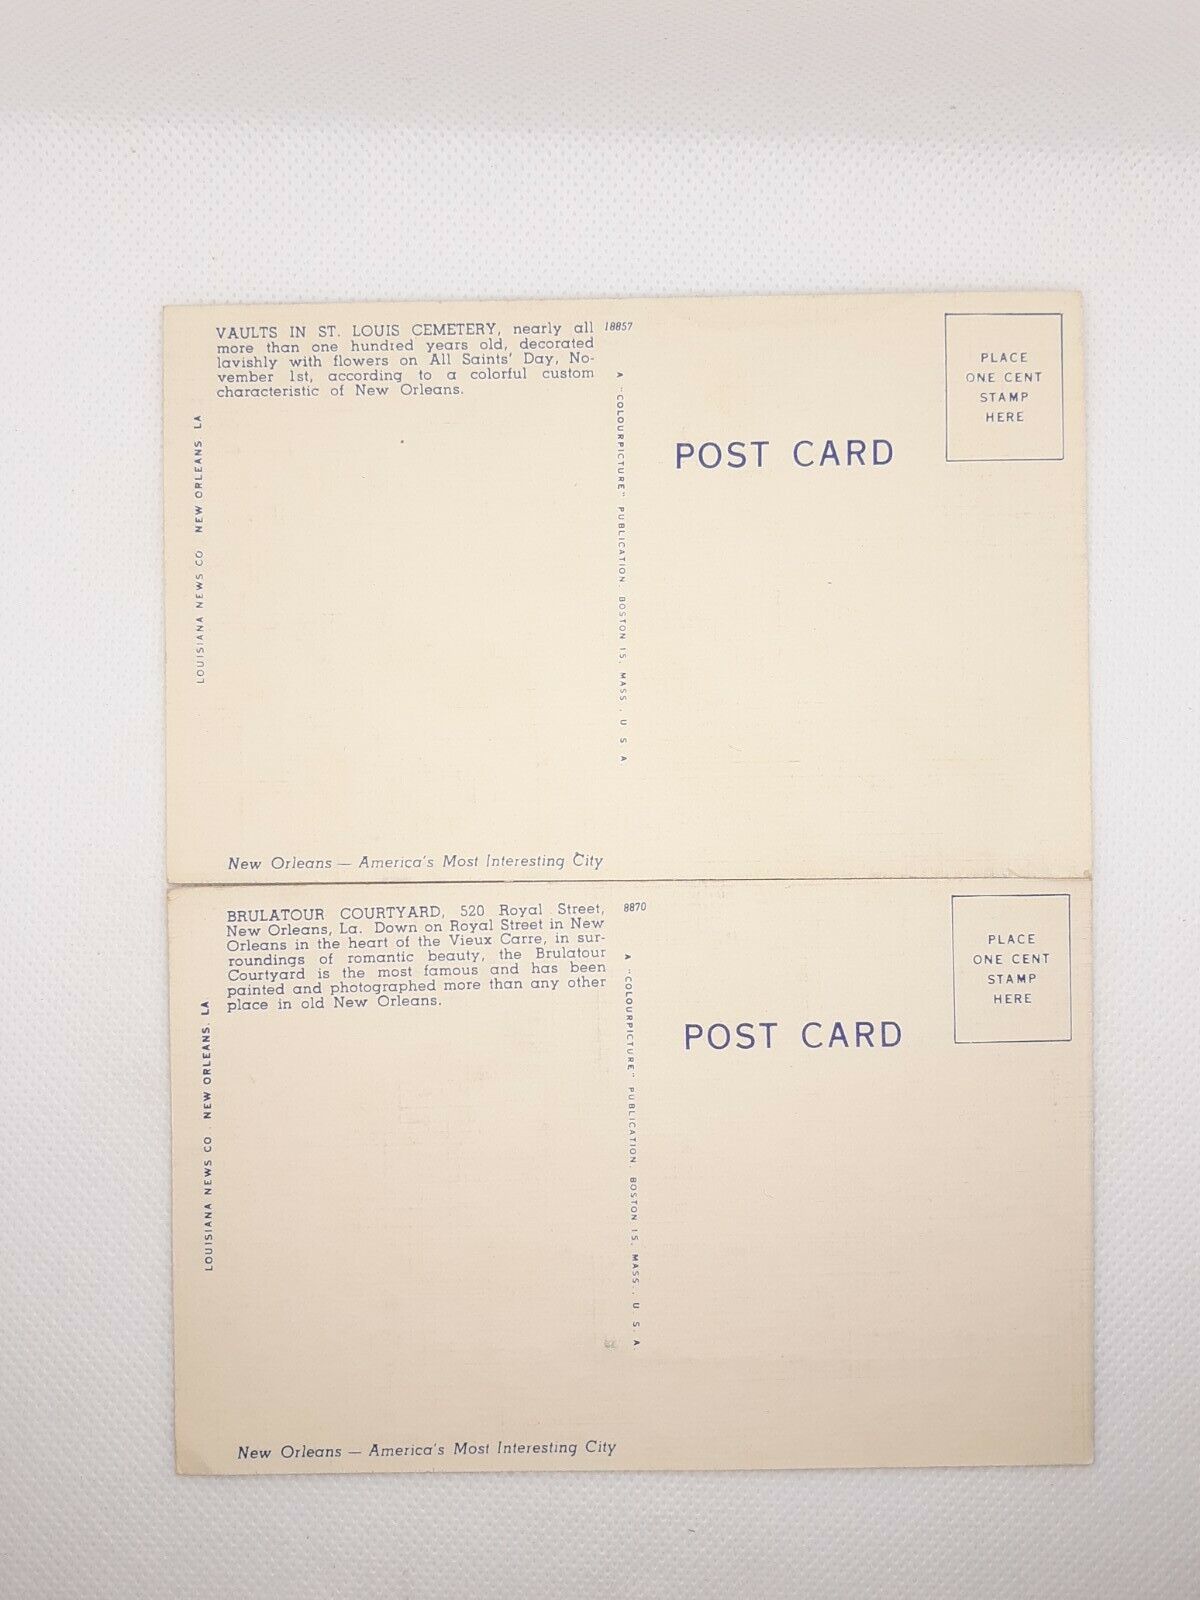 VAULTS IN ST. LOUIS CEMETERY, nearly all
more than one hundred years old, decorated
lavishly with flowers on All Saints' Day, No-
vember 1st, according to a colorful custom
characteristic of New Orleans.
18857
PLACE
ONE CENT
STAMP
HERE
POST CARD
LOUISIANA NEWS CO NEW ORLEANS LA
A "COLOURPICTURE" PUBLICATION. BOSTON 15, MASS., U S A
New Orleans — America's Most Interesting City
BRULATOUR COURTYARD, 520 Royal Street,
New Orleans, La. Down on Royal Street in New
Orleans in the heart of the Vieux Carre, in sur-
roundings of romantic beauty, the Brulatour
Courtyard is the most famous and has been
painted and photographed more than any other
place in old New Orleans.
8870
PLACE
ONE CENT
STAMP
HERE
POST CARD
LOUISIANA NEWS CO. NEW ORLEANS, LA
A "COLOURPICTURE" PUBLICATION. BOSTON 15, MASS., U. S. A.
New Orleans — America's Most Interesting City